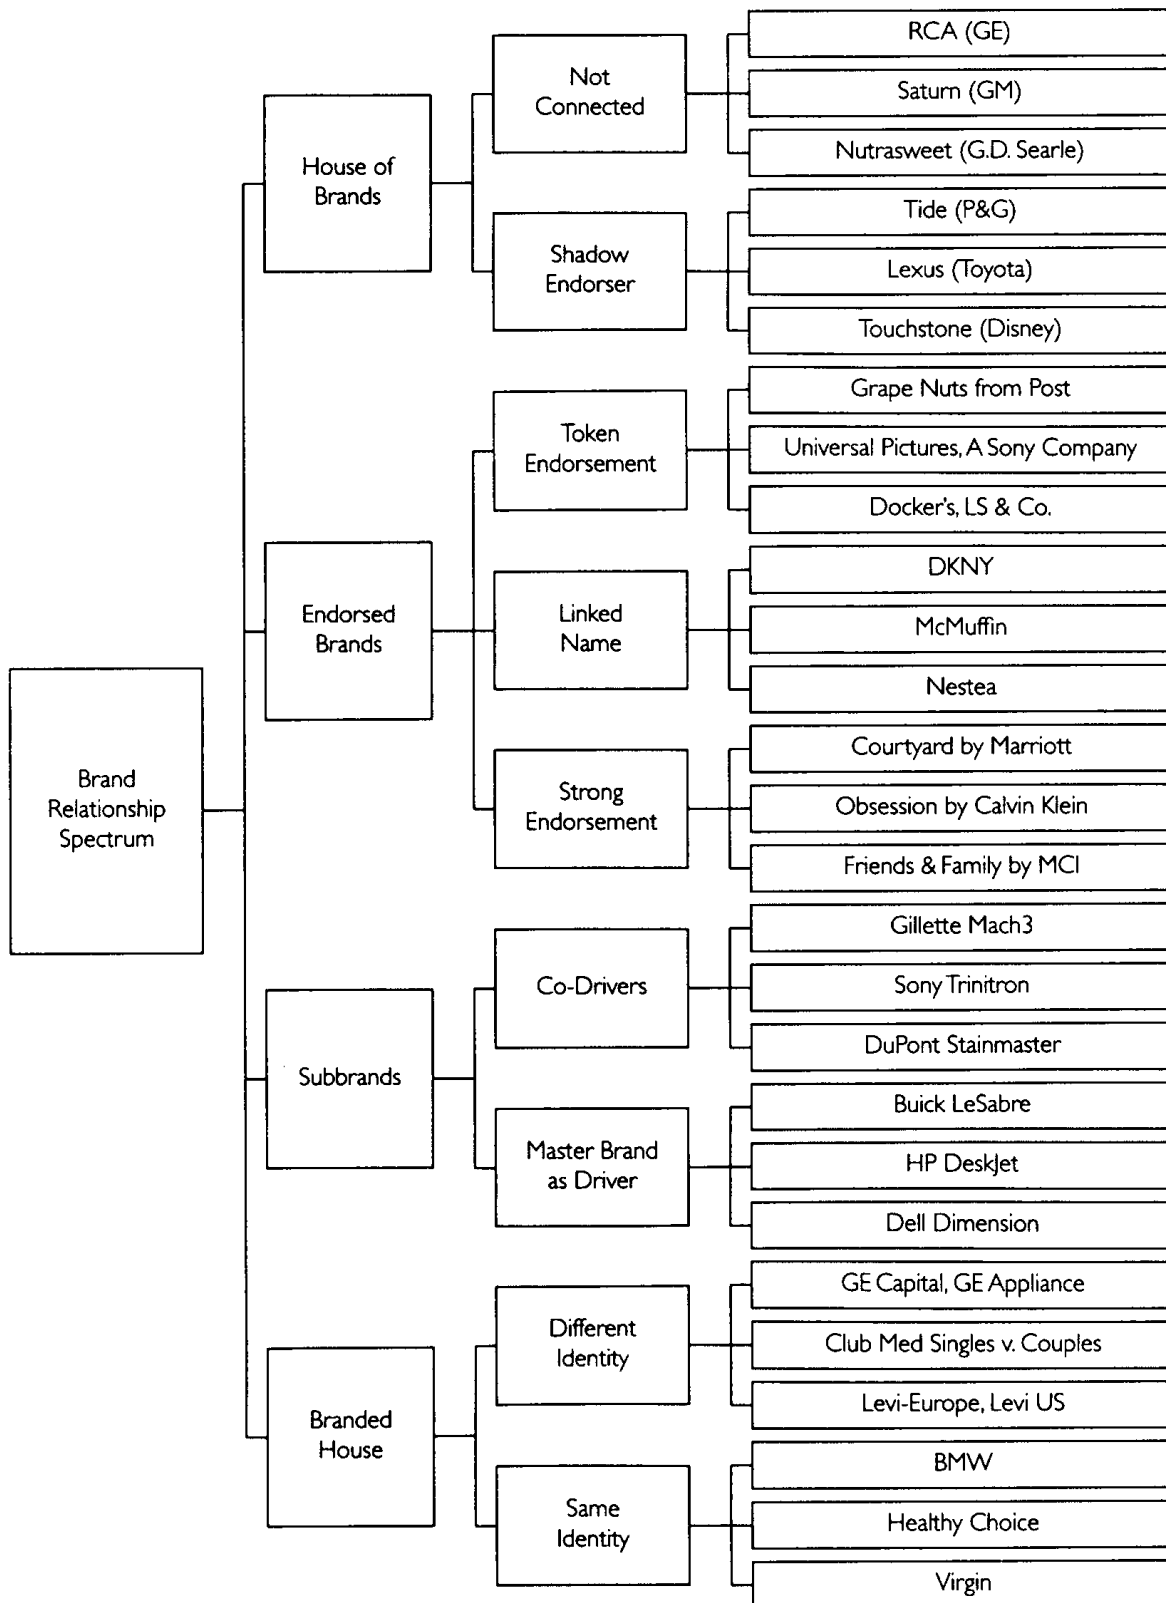 Brand
Relationship
Spectrum
House of
Brands
Not
Connected
RCA (GE)
Saturn (GM)
Nutrasweet (G.D. Searle)
Shadow
Endorser
Tide (P&G)
Lexus (Toyota)
Touchstone (Disney)
Endorsed
Brands
Token
Endorsement
Grape Nuts from Post
Universal Pictures, A Sony Company
Docker's, LS & Co.
Linked
Name
DKNY
McMuffin
Nestea
Strong
Endorsement
Courtyard by Marriott
Obsession by Calvin Klein
Friends & Family by MCI
Subbrands
Co-Drivers
Gillette Mach3
Sony Trinitron
DuPont Stainmaster
Master Brand
as Driver
Buick LeSabre
HP DeskJet
Dell Dimension
Branded
House
Different
Identity
GE Capital, GE Appliance
Club Med Singles v. Couples
Levi-Europe, Levi US
Same
Identity
BMW
Healthy Choice
Virgin